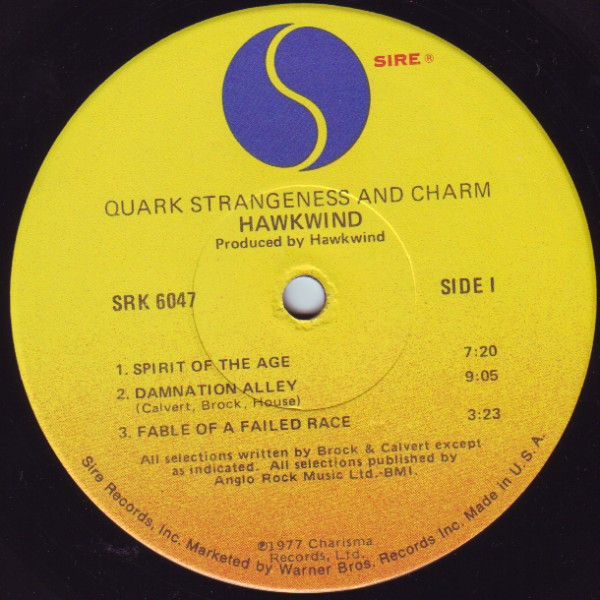 SIRE®
QUARK STRANGENESS AND CHARM
HAWKWIND
Produced by Hawkwind
SRK 6047
SIDE I
1. SPIRIT OF THE AGE 7:20
2. DAMNATION ALLEY 9:05
(Calvert, Brock, House)
3. FABLE OF A FAILED RACE 3:23
All selections written by Brock & Calvert except
as indicated. All selections published by
Anglo Rock Music Ltd.-BMI.
℗1977 Charisma
Records, Ltd.
Sire Records, Inc. Marketed by Warner Bros. Records Inc. Made in U.S.A.